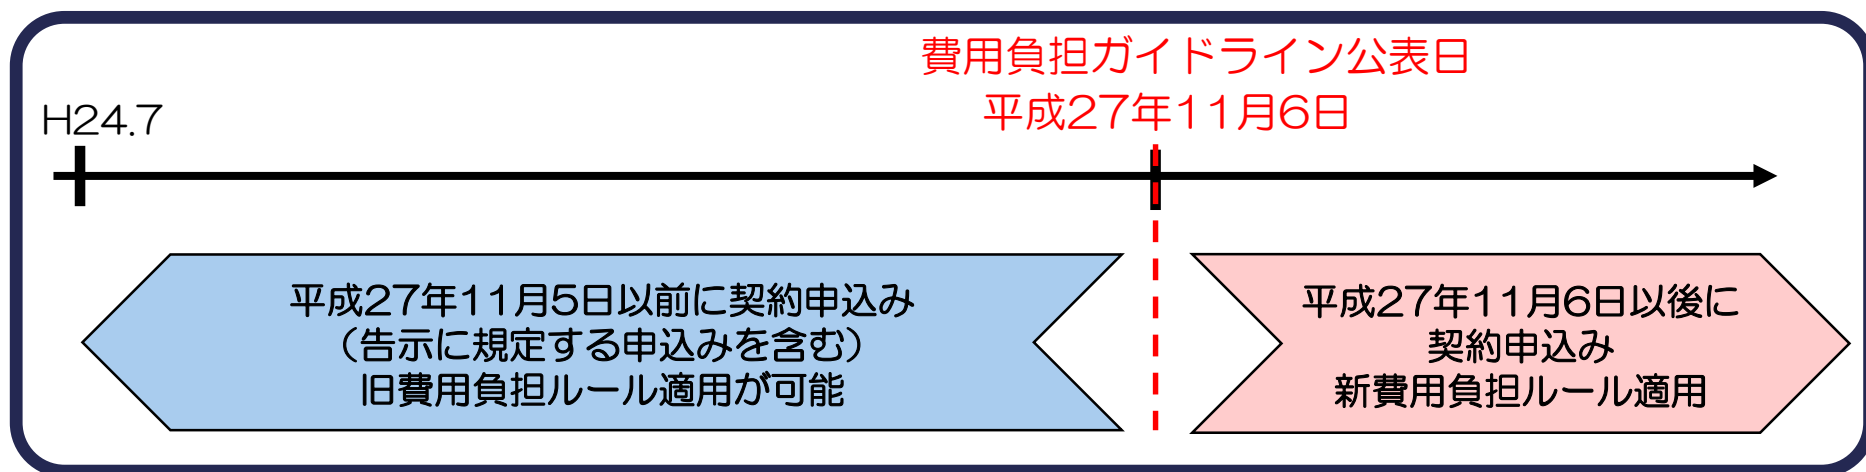 費用負担ガイドライン公表日
平成27年11月6日
H24.7
平成27年11月5日以前に契約申込み
（告示に規定する申込みを含む）
旧費用負担ルール適用が可能
平成27年11月6日以後に
契約申込み
新費用負担ルール適用